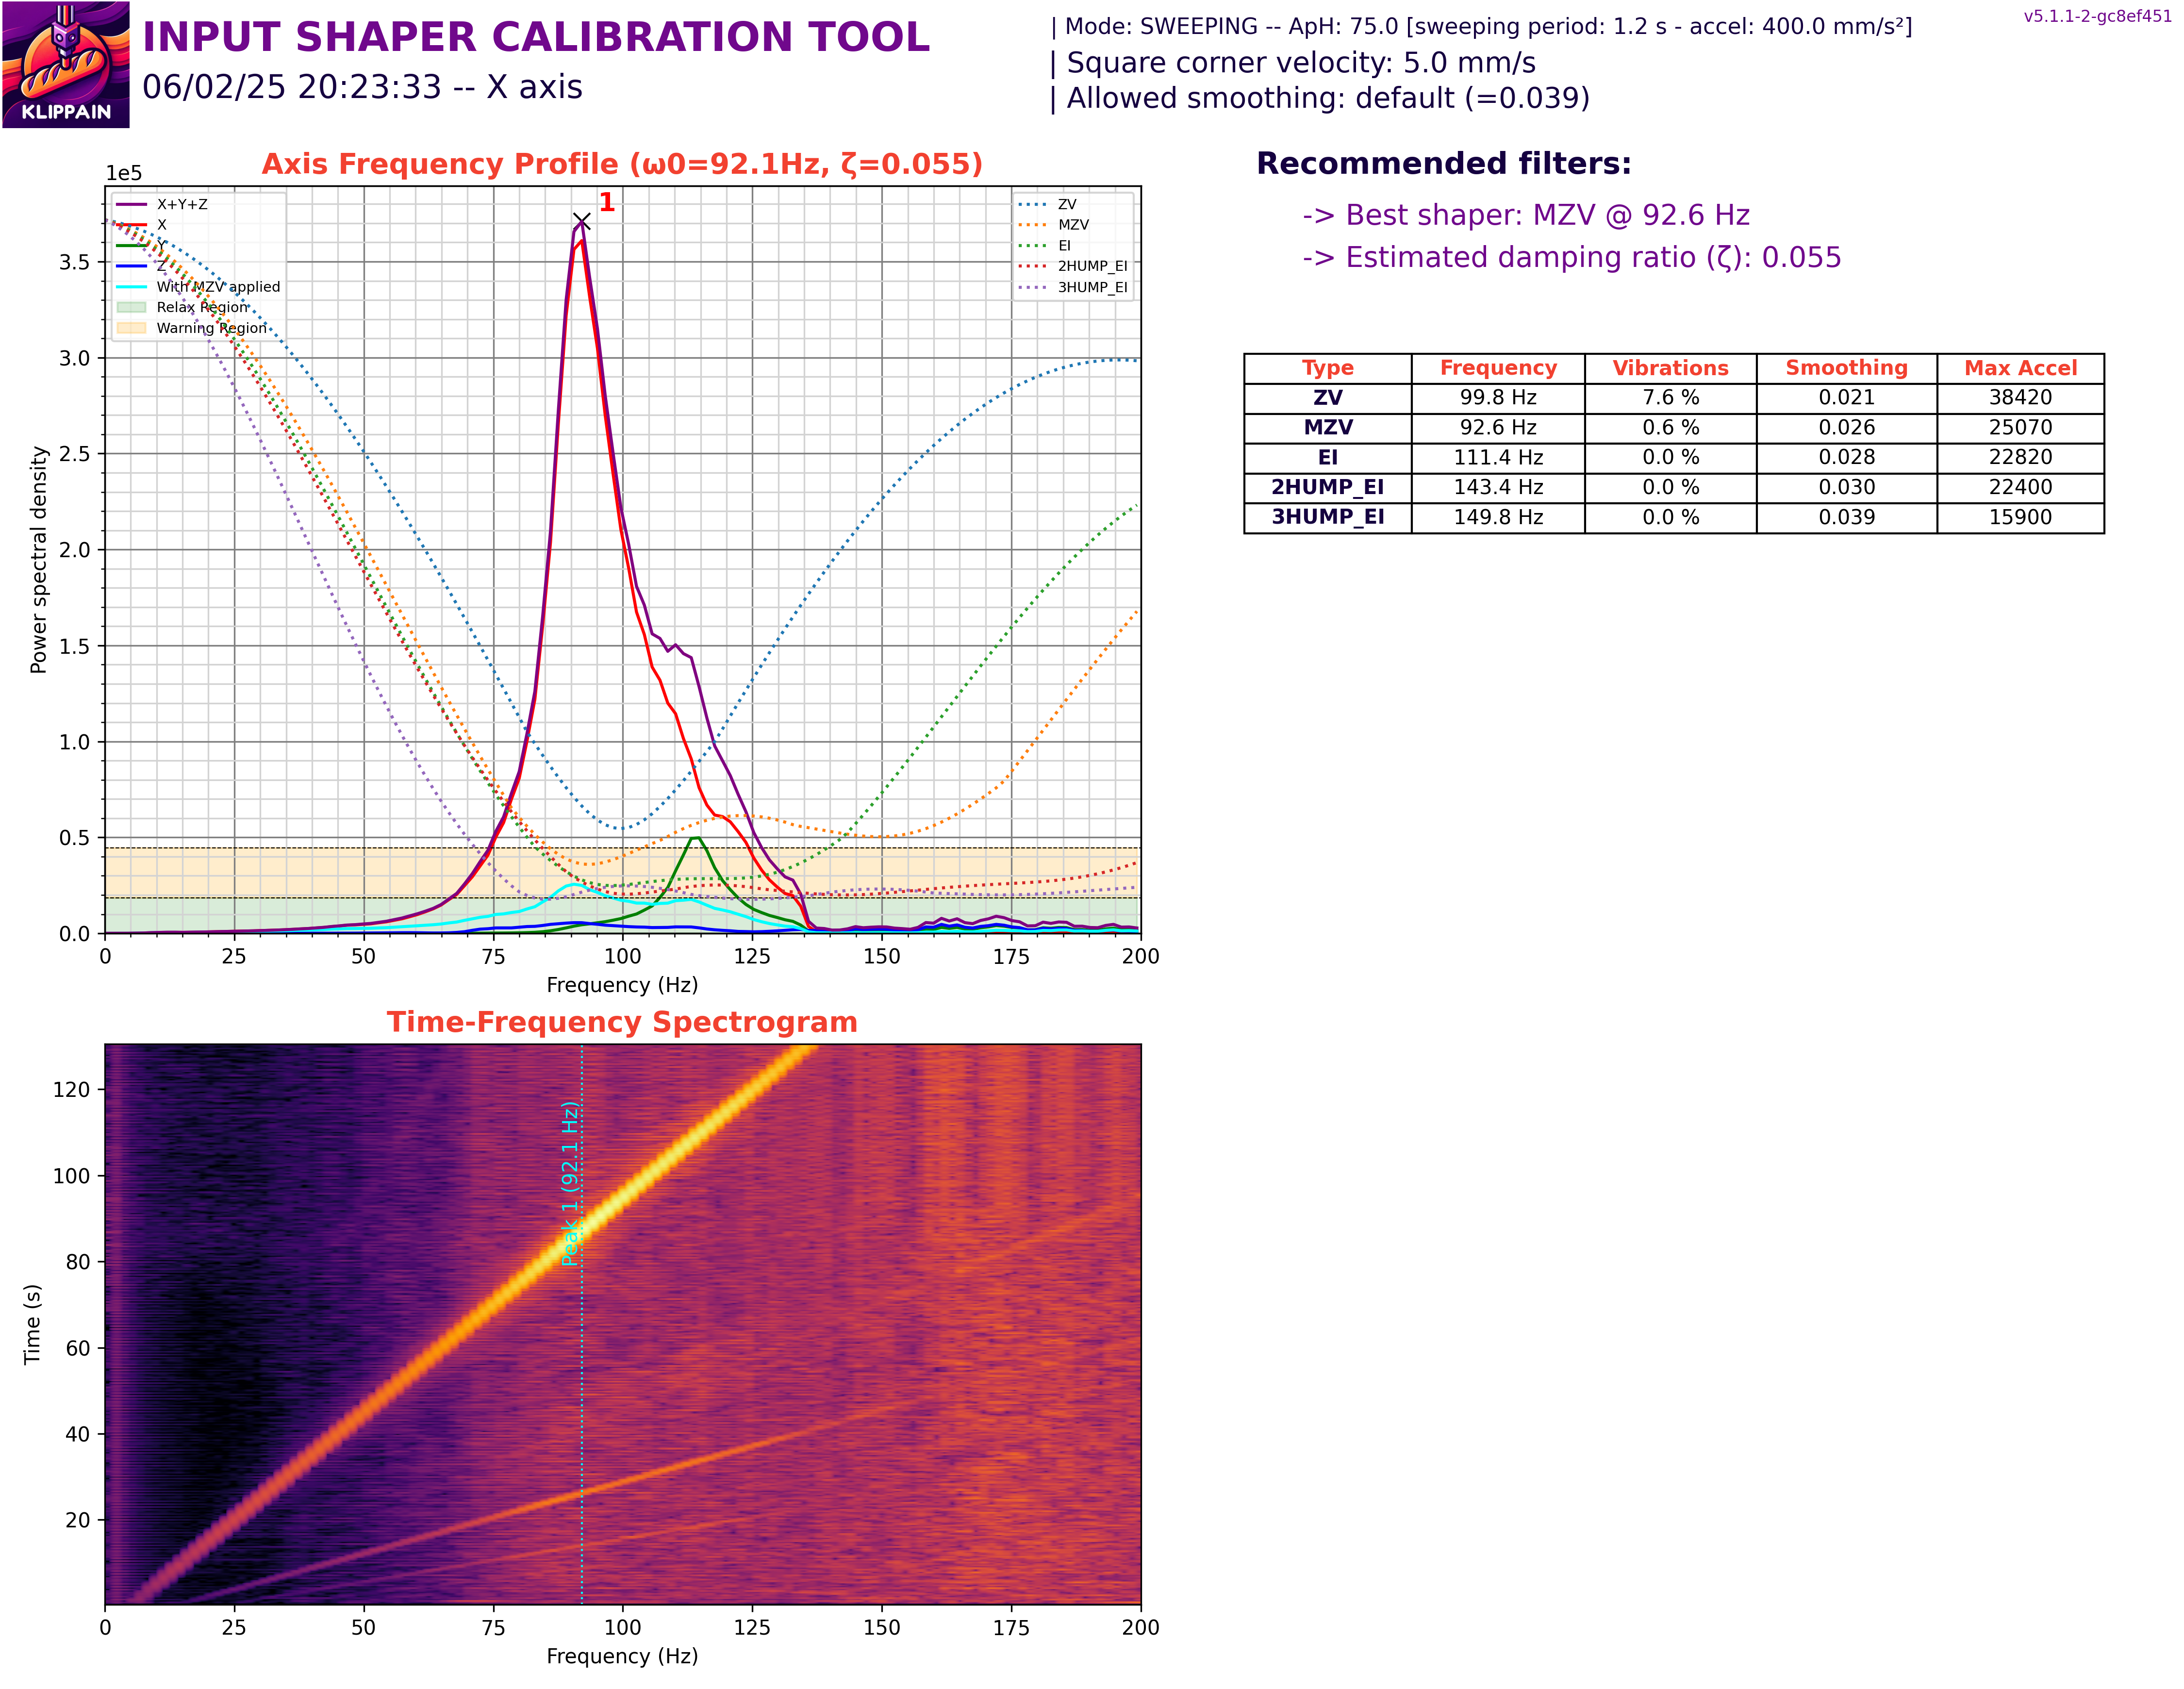 KLIPPAIN
INPUT SHAPER CALIBRATION TOOL
06/02/25 20:23:33 -- X axis
| Mode: SWEEPING -- ApH: 75.0 [sweeping period: 1.2 s - accel: 400.0 mm/s²]
| Square corner velocity: 5.0 mm/s
| Allowed smoothing: default (=0.039)
v5.1.1-2-gc8ef451
Axis Frequency Profile (ω0=92.1Hz, ζ=0.055)
1e5
X+Y+Z
X
Y
Z
With MZV applied
Relax Region
Warning Region
1
ZV
MZV
EI
2HUMP_EI
3HUMP_EI
Power spectral density
3.5
3.0
2.5
2.0
1.5
1.0
0.5
0.0
0 25 50 75 100 125 150 175 200
Frequency (Hz)
Recommended filters:
-> Best shaper: MZV @ 92.6 Hz
-> Estimated damping ratio (ζ): 0.055
Type Frequency Vibrations Smoothing Max Accel
ZV 99.8 Hz 7.6 % 0.021 38420
MZV 92.6 Hz 0.6 % 0.026 25070
EI 111.4 Hz 0.0 % 0.028 22820
2HUMP_EI 143.4 Hz 0.0 % 0.030 22400
3HUMP_EI 149.8 Hz 0.0 % 0.039 15900
Time-Frequency Spectrogram
Time (s)
120
100
80
60
40
20
Peak 1 (92.1 Hz)
0 25 50 75 100 125 150 175 200
Frequency (Hz)